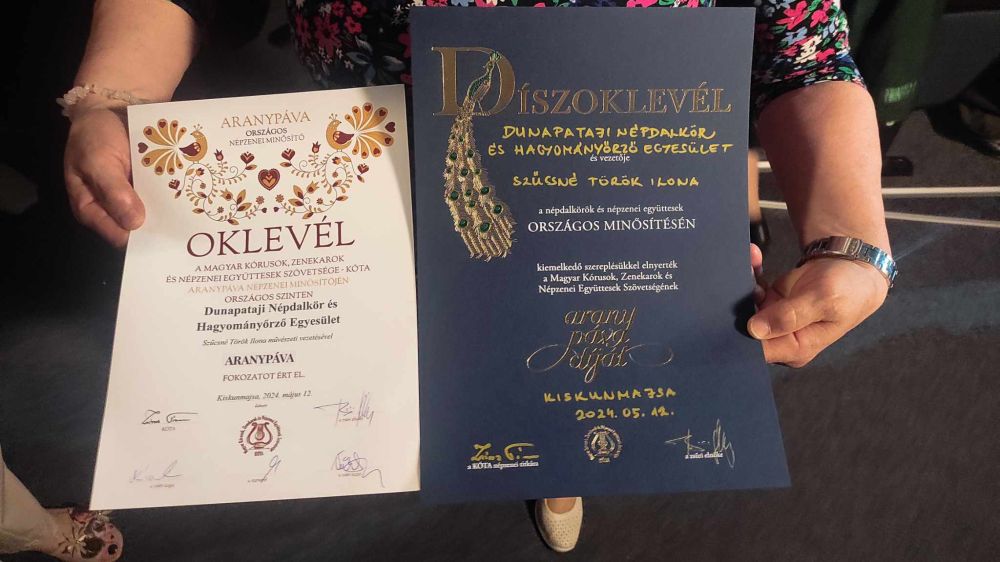 ARANYPÁVA
ORSZÁGOS
NÉPZENEI MINŐSÍTŐ
OKLEVÉL
A MAGYAR KÓRUSOK, ZENEKAROK
ÉS NÉPZENEI EGYÜTTESEK SZÖVETSÉGE - KÓTA
ARANYPÁVA NÉPZENEI MINŐSÍTŐJÉN
ORSZÁGOS SZINTEN
Dunapataji Népdalkör és
Hagyományőrző Egyesület
Szűcsné Török Ilona művészeti vezetésével
ARANYPÁVA
FOKOZATOT ÉRT EL.
Kiskunmajsa, 2024. május 12.
KÓTA
DÍSZOKLEVÉL
DUNAPATAJI NÉPDALKÖR
ÉS HAGYOMÁNYŐRZŐ EGYESÜLET
és vezetője
SZŰCSNÉ TÖRÖK ILONA
a népdalkörök és népzenei együttesek
ORSZÁGOS MINŐSÍTÉSÉN
kiemelkedő szereplésükkel elnyerték
a Magyar Kórusok, Zenekarok és
Népzenei Együttesek Szövetségének
arany
páva
díját
KISKUNMAJSA
2024.05.12.
a KÓTA népzenei titkára
a zsűri elnöke